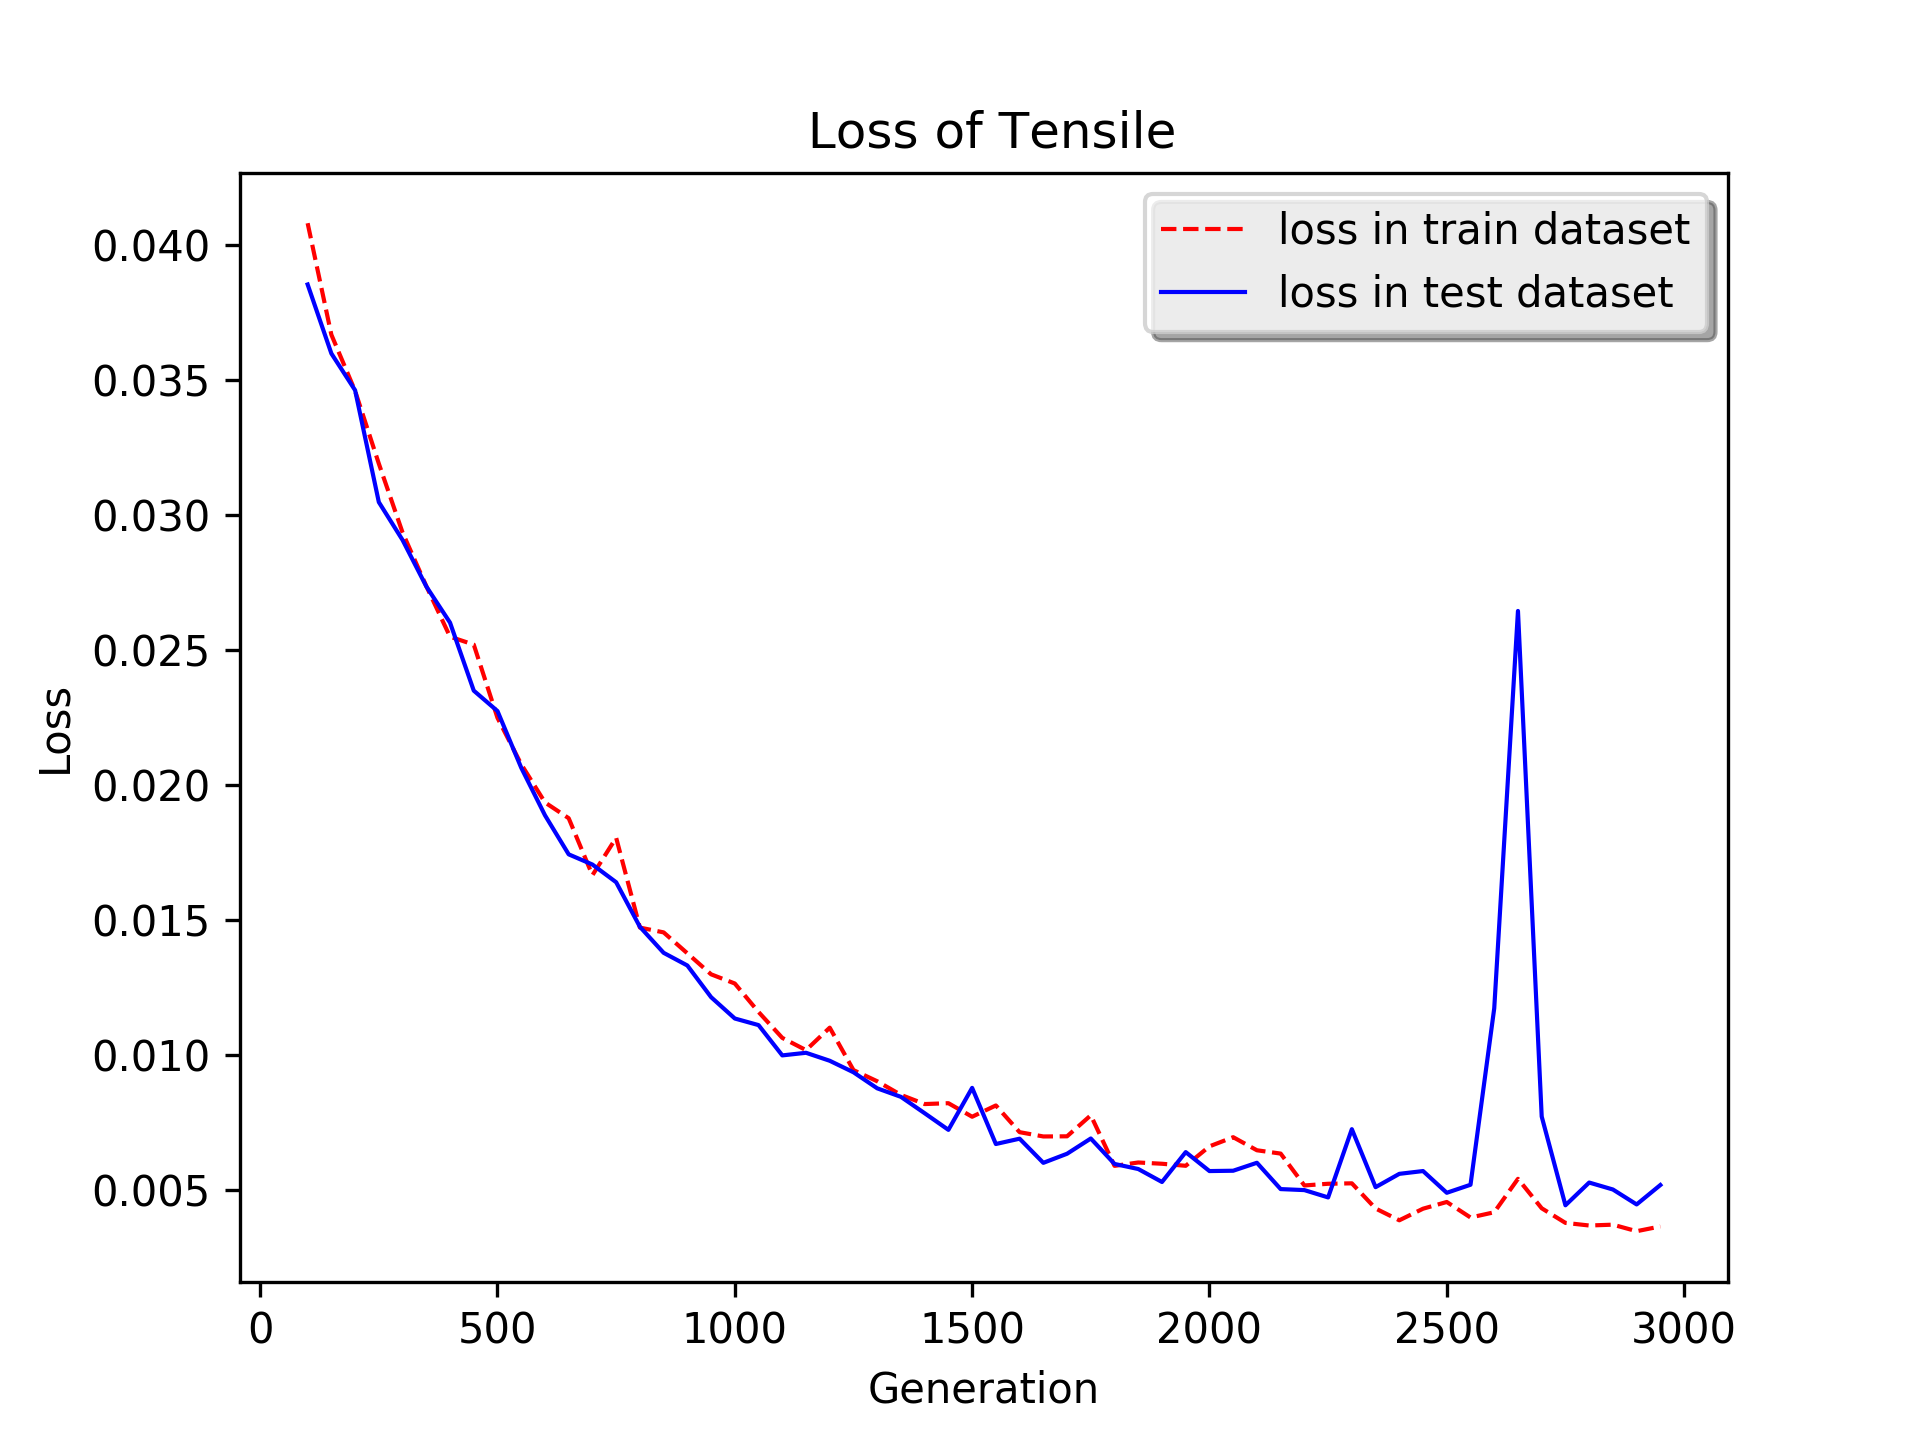 Loss of Tensile
loss in train dataset
loss in test dataset
0.040
0.035
0.030
0.025
0.020
0.015
0.010
0.005
Loss
0 500 1000 1500 2000 2500 3000
Generation